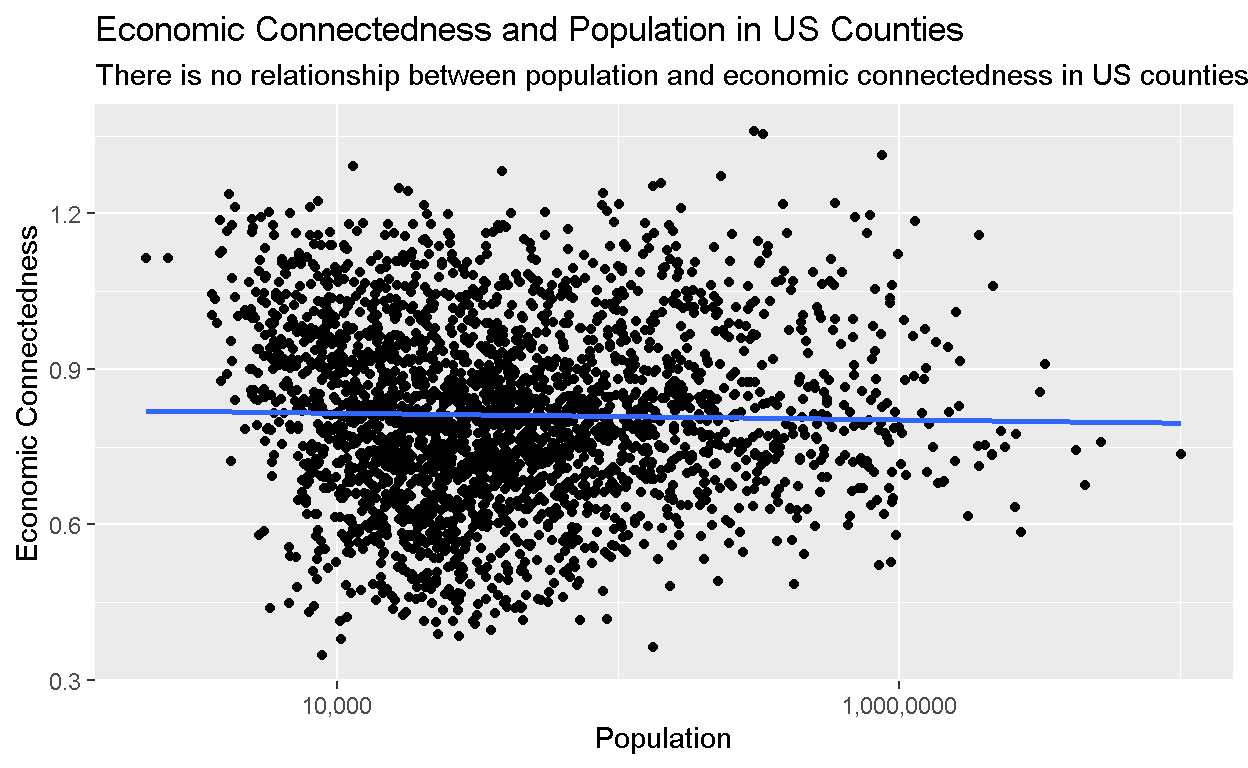 Economic Connectedness and Population in US Counties
There is no relationship between population and economic connectedness in US counties
Economic Connectedness
1.2
0.9
0.6
0.3
10,000
1,000,0000
Population